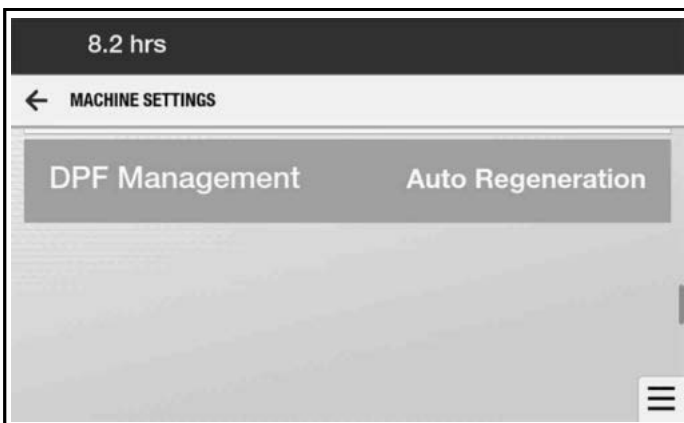 8.2 hrs
MACHINE SETTINGS
DPF Management Auto Regeneration